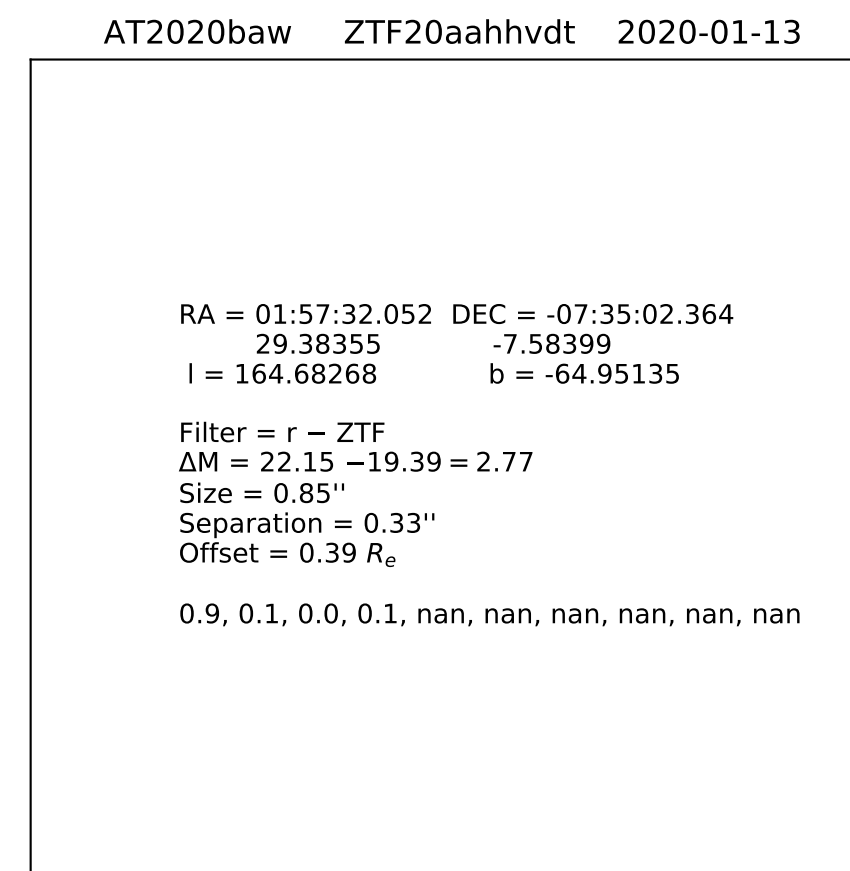 AT2020baw ZTF20aahhvdt 2020-01-13
RA = 01:57:32.052 DEC = -07:35:02.364
29.38355 -7.58399
l = 164.68268 b = -64.95135
Filter = r − ZTF
ΔM = 22.15 −19.39 = 2.77
Size = 0.85''
Separation = 0.33''
Offset = 0.39 Re
0.9, 0.1, 0.0, 0.1, nan, nan, nan, nan, nan, nan